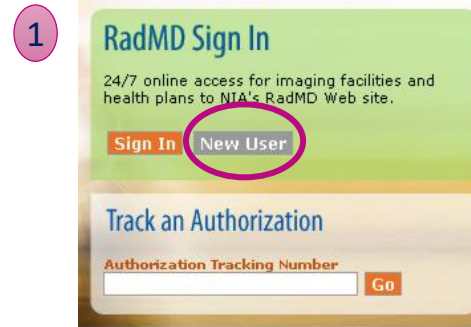 1
RadMD Sign In
24/7 online access for imaging facilities and
health plans to NIA's RadMD Web site.
Sign In New User
Track an Authorization
Authorization Tracking Number
Go